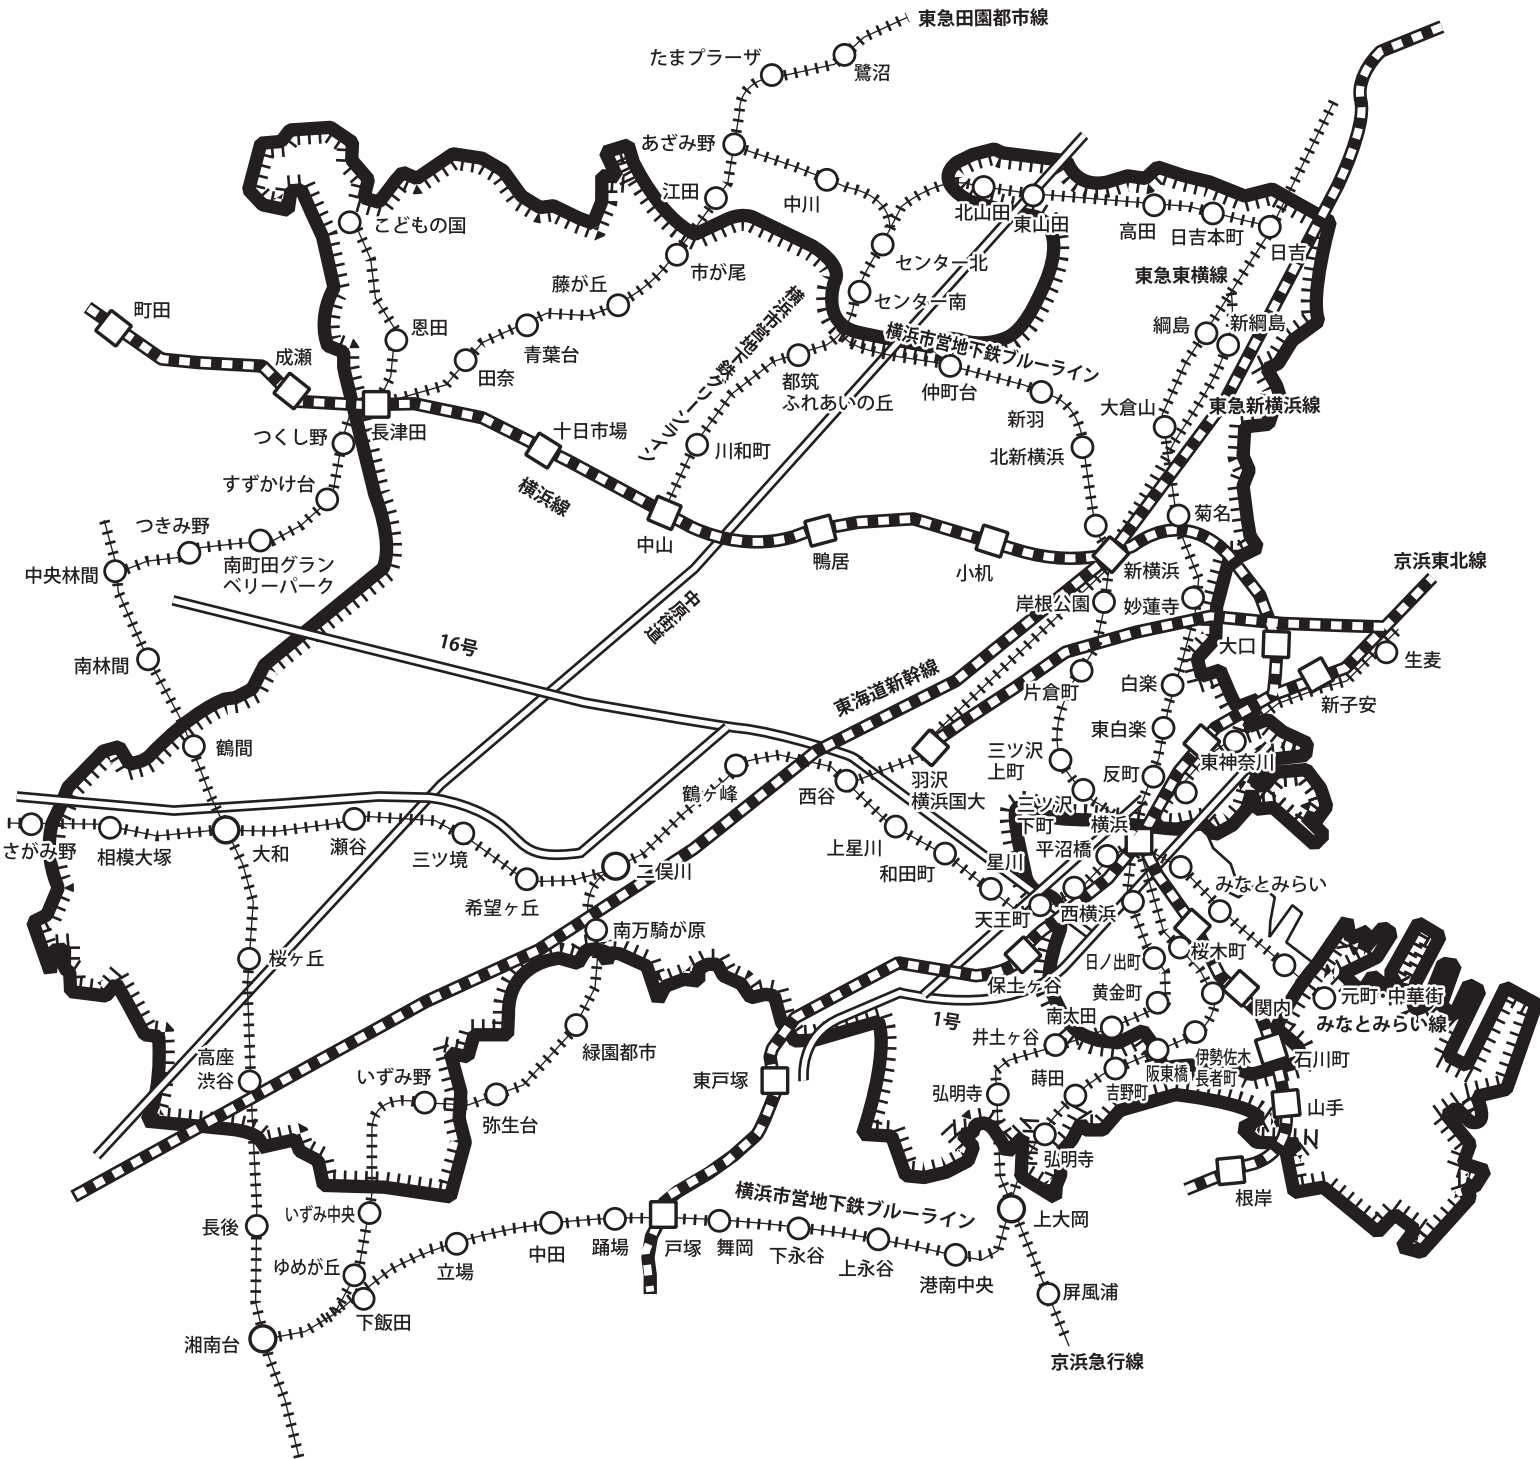 東急田園都市線
たまプラーザ
鷺沼
あざみ野
江田
中川
北山田
東山田
高田
日吉本町
日吉
こどもの国
市が尾
センター北
東急東横線
藤が丘
センター南
町田
恩田
青葉台
綱島
新綱島
横浜市営地下鉄グリーンライン
横浜市営地下鉄ブルーライン
成瀬
田奈
都筑
ふれあいの丘
仲町台
新羽
大倉山
東急新横浜線
つくし野
長津田
十日市場
川和町
北新横浜
すずかけ台
横浜線
菊名
つきみ野
中山
鴨居
小机
新横浜
京浜東北線
中央林間
南町田グラン
ベリーパーク
岸根公園
妙蓮寺
中原街道
16号
大口
生麦
南林間
東海道新幹線
片倉町
白楽
新子安
鶴間
東白楽
三ツ沢
上町
反町
東神奈川
羽沢
横浜国大
鶴ヶ峰
西谷
三ツ沢
下町
横浜
さがみ野
相模大塚
大和
瀬谷
三ツ境
上星川
平沼橋
二俣川
和田町
星川
希望ヶ丘
天王町
西横浜
みなとみらい
南万騎が原
桜ヶ丘
日ノ出町
桜木町
保土ヶ谷
黄金町
関内
元町・中華街
1号
南太田
みなとみらい線
緑園都市
井土ヶ谷
高座
渋谷
いずみ野
東戸塚
蒔田
阪東橋
伊勢佐木
長者町
石川町
弥生台
弘明寺
吉野町
山手
弘明寺
横浜市営地下鉄ブルーライン
根岸
長後
いずみ中央
中田
踊場
戸塚
舞岡
下永谷
上永谷
港南中央
上大岡
ゆめが丘
立場
屏風浦
下飯田
湘南台
京浜急行線